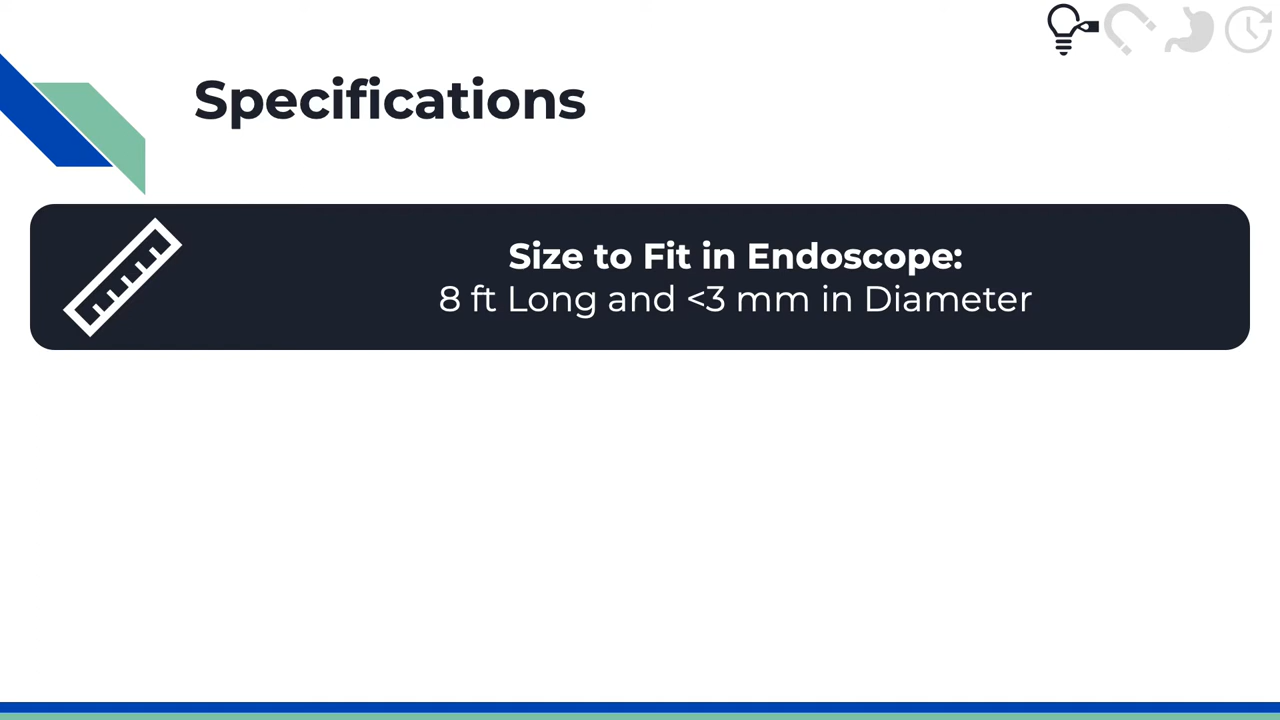 Specifications
Size to Fit in Endoscope:
8 ft Long and <3 mm in Diameter